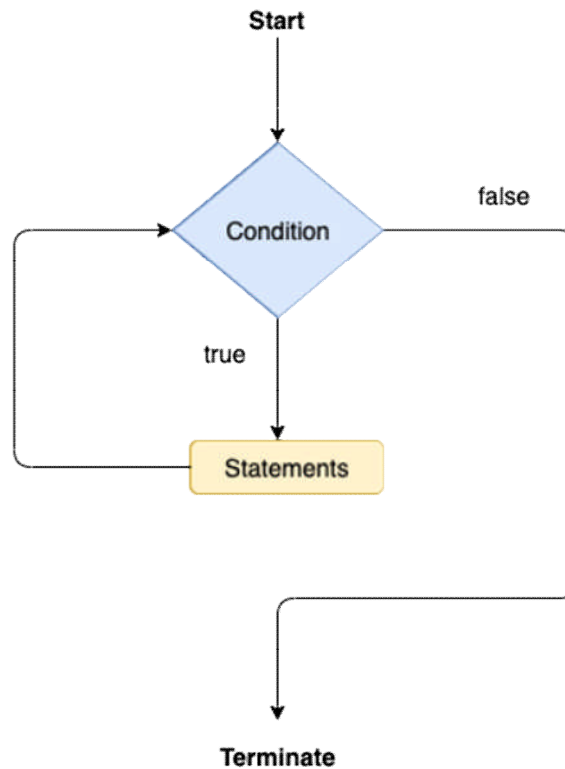 Start
false
Condition
true
Statements
Terminate